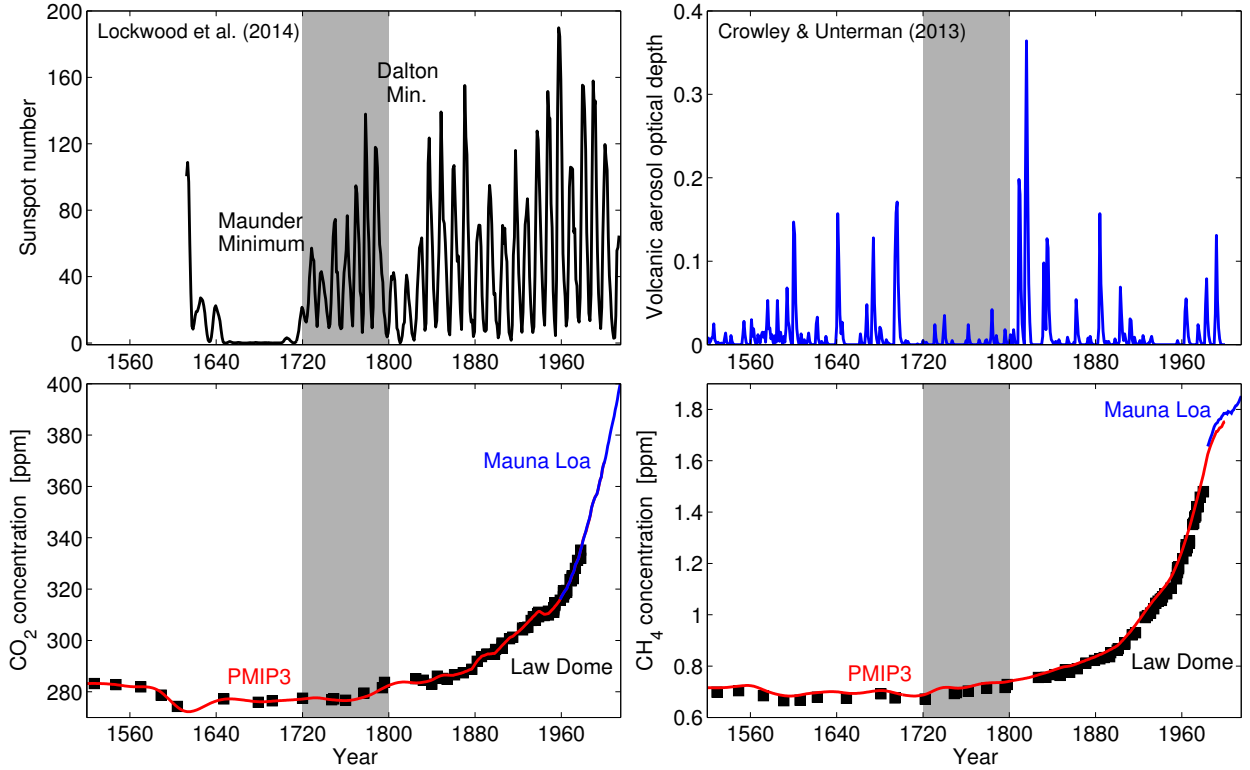 Lockwood et al. (2014)
Dalton
Min.
Maunder
Minimum
Sunspot number
200
160
120
80
40
0
1560
1640
1720
1800
1880
1960
Crowley & Unterman (2013)
Volcanic aerosol optical depth
0.4
0.3
0.2
0.1
0
1560
1640
1720
1800
1880
1960
Mauna Loa
PMIP3
Law Dome
CO2 concentration [ppm]
400
380
360
340
320
300
280
1560
1640
1720
1800
1880
1960
Year
Mauna Loa
PMIP3
Law Dome
CH4 concentration [ppm]
1.8
1.6
1.4
1.2
1
0.8
0.6
1560
1640
1720
1800
1880
1960
Year